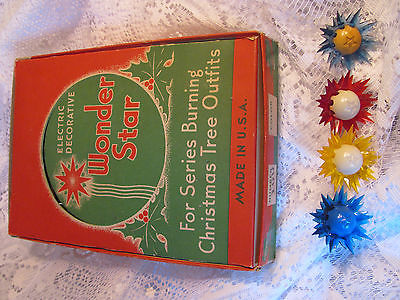 ELECTRIC
DECORATIVE
Wonder
Star
For Series Burning
Christmas Tree Outfits
MADE IN U.S.A.